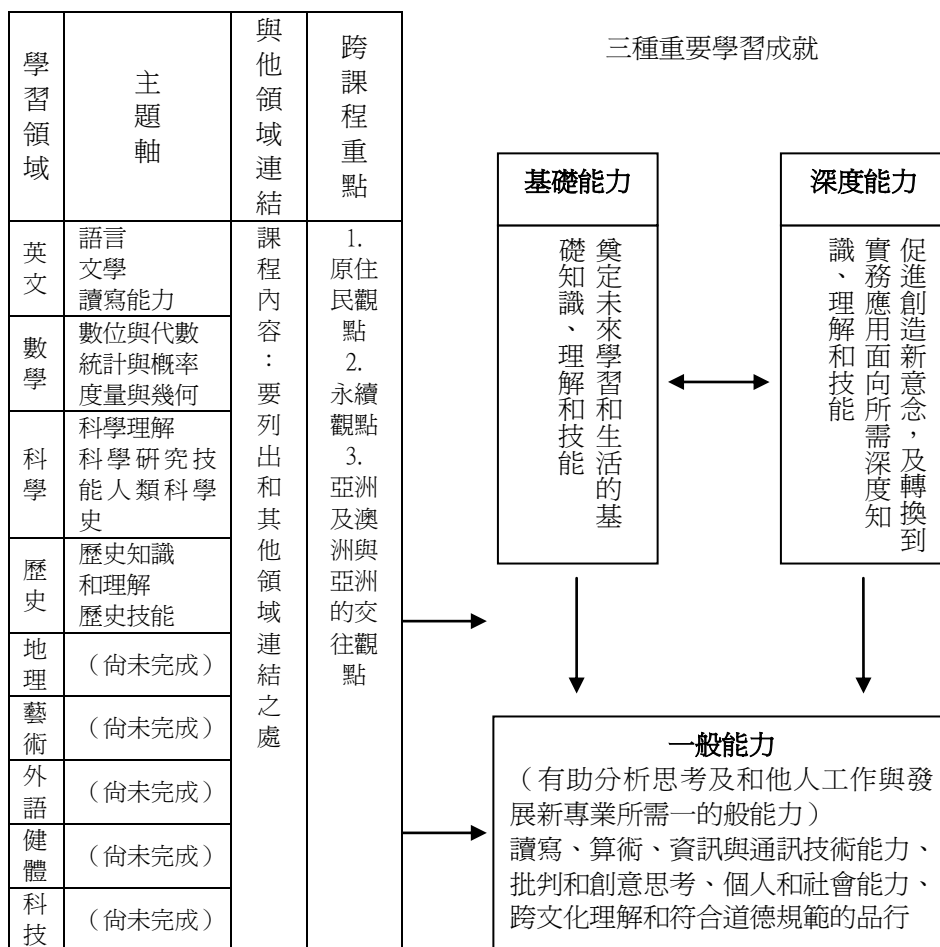 學習領域
主題軸
與他領域連結
跨課程重點
英文
語言
文學
讀寫能力
數學
數位與代數
統計與概率
度量與幾何
科學
科學理解
科學研究技
能人類科學
史
歷史
歷史知識
和理解
歷史技能
地理
（尚未完成）
藝術
（尚未完成）
外語
（尚未完成）
健體
（尚未完成）
科技
（尚未完成）
課程內容：要列出和其他領域連結之處
1.
原住
民觀
點
2.
永續
觀點
3.
亞洲
及澳
洲與
亞洲
的交
往觀
點
三種重要學習成就
基礎能力
奠定未來學習和生活的基
礎知識、理解和技能
深度能力
促進創造新意念，及轉換到
實務應用面向所需深度知
識、理解和技能
一般能力
（有助分析思考及和他人工作與發
展新專業所需一的般能力）
讀寫、算術、資訊與通訊技術能力、
批判和創意思考、個人和社會能力、
跨文化理解和符合道德規範的品行